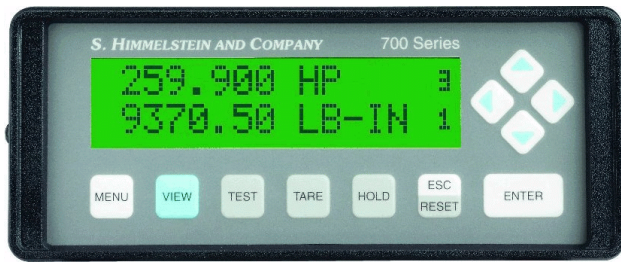 S. HIMMELSTEIN AND COMPANY 700 Series
259.900 HP 3
9370.50 LB-IN 1
MENU VIEW TEST TARE HOLD ESC RESET ENTER